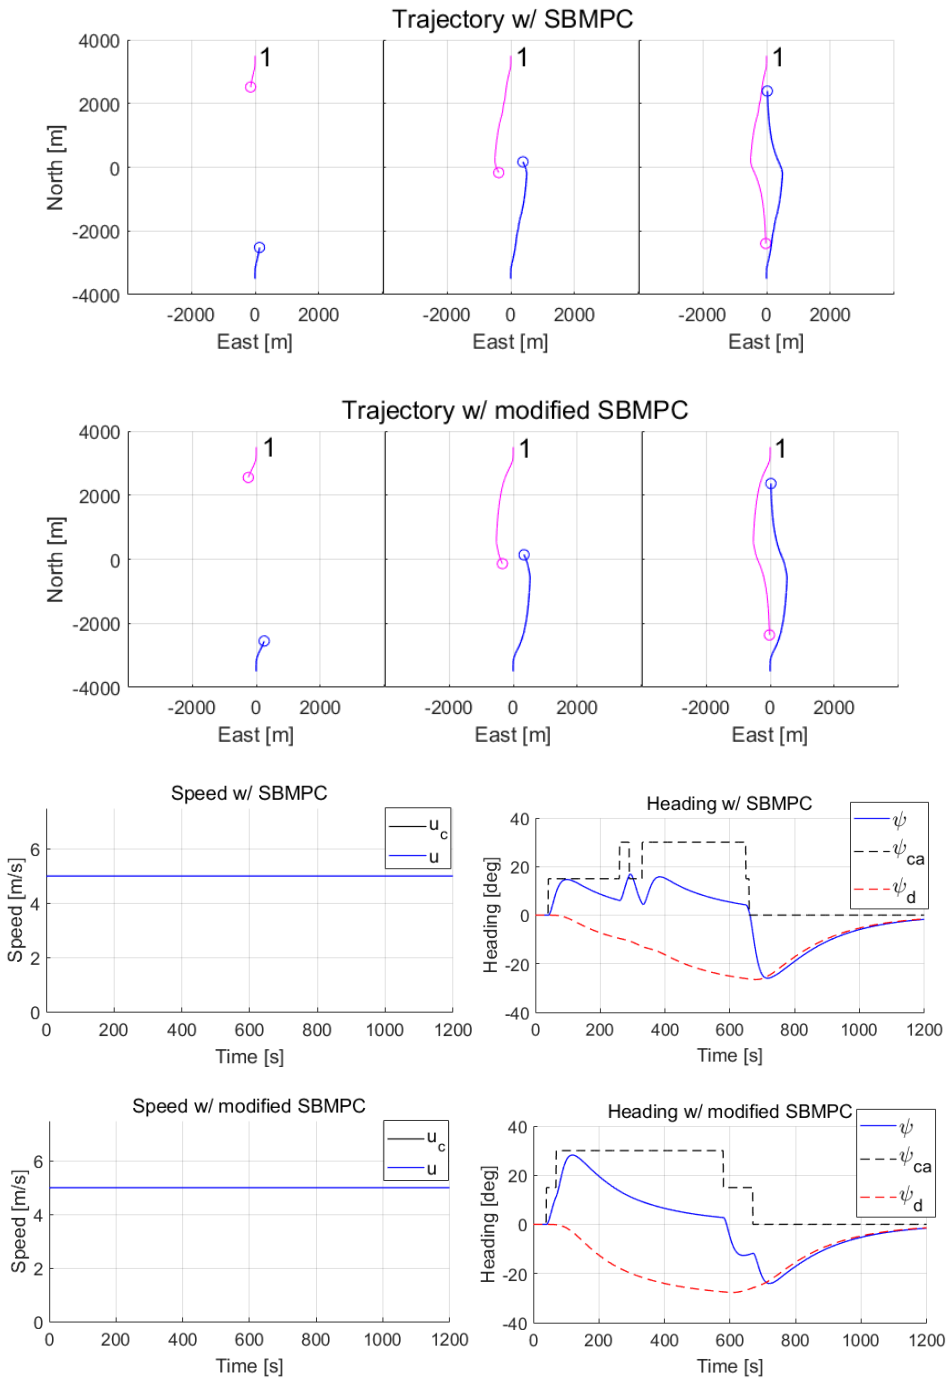 Trajectory w/ SBMPC
4000
2000
0
-2000
-4000
North [m]
1
1
1
-2000 0 2000
-2000 0 2000
-2000 0 2000
East [m]
East [m]
East [m]
Trajectory w/ modified SBMPC
4000
2000
0
-2000
-4000
North [m]
1
1
1
-2000 0 2000
-2000 0 2000
-2000 0 2000
East [m]
East [m]
East [m]
Speed w/ SBMPC
u_c
u
6
4
2
0
Speed [m/s]
0 200 400 600 800 1000 1200
Time [s]
Heading w/ SBMPC
ψ
ψ_ca
ψ_d
40
20
0
-20
-40
Heading [deg]
0 200 400 600 800 1000 1200
Time [s]
Speed w/ modified SBMPC
u_c
u
6
4
2
0
Speed [m/s]
0 200 400 600 800 1000 1200
Time [s]
Heading w/ modified SBMPC
ψ
ψ_ca
ψ_d
40
20
0
-20
-40
Heading [deg]
0 200 400 600 800 1000 1200
Time [s]